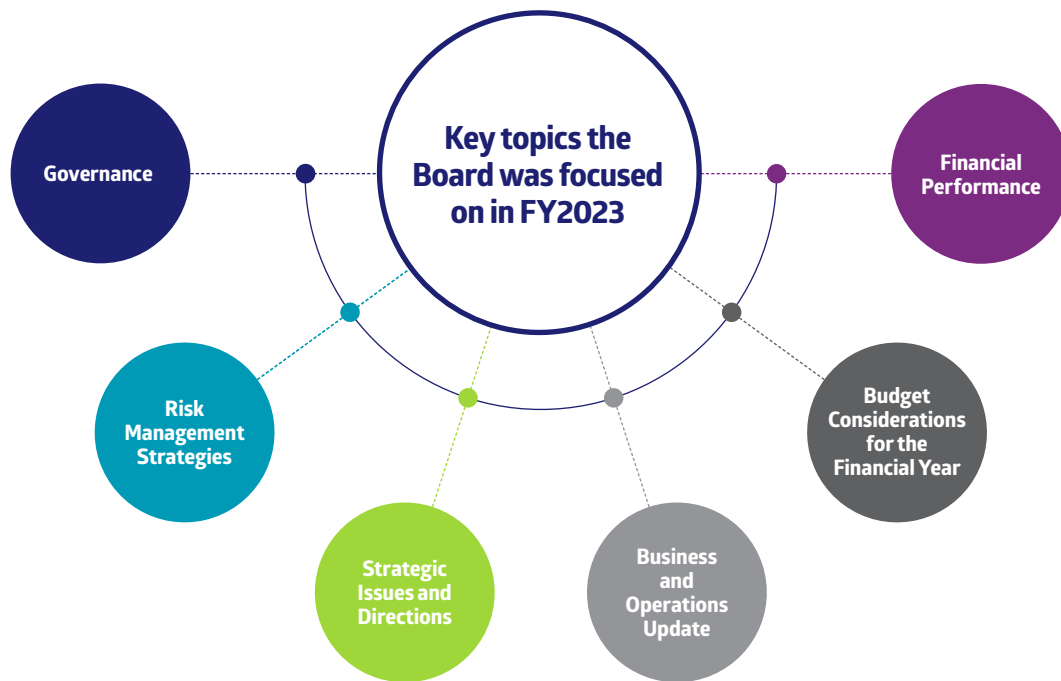 Key topics the
Board was focused
on in FY2023
Governance
Risk
Management
Strategies
Strategic
Issues and
Directions
Business
and
Operations
Update
Budget
Considerations
for the
Financial Year
Financial
Performance